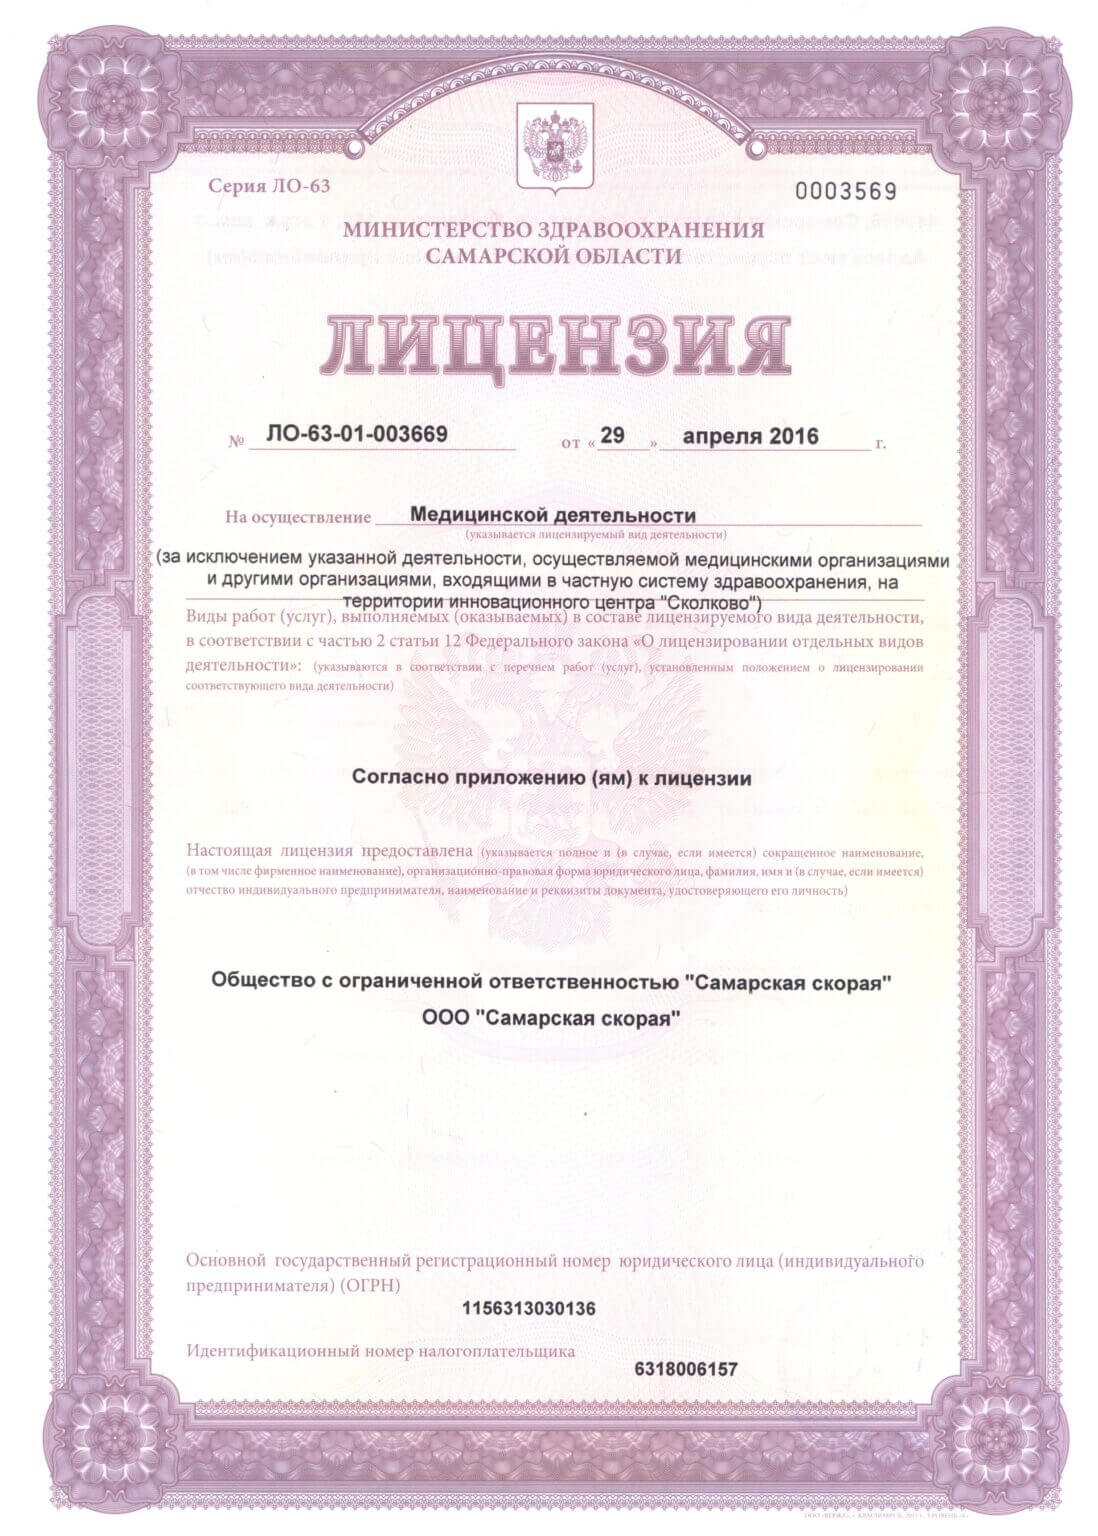 Серия ЛО-63
0003569
МИНИСТЕРСТВО ЗДРАВООХРАНЕНИЯ
САМАРСКОЙ ОБЛАСТИ
ЛИЦЕНЗИЯ
№ ЛО-63-01-003669 от « 29 » апреля 2016 г.
На осуществление Медицинской деятельности
(указывается лицензируемый вид деятельности)
(за исключением указанной деятельности, осуществляемой медицинскими организациями
и другими организациями, входящими в частную систему здравоохранения, на
территории инновационного центра "Сколково")
Виды работ (услуг), выполняемых (оказываемых) в составе лицензируемого вида деятельности,
в соответствии с частью 2 статьи 12 Федерального закона «О лицензировании отдельных видов
деятельности»: (указываются в соответствии с перечнем работ (услуг), установленным положением о лицензировании
соответствующего вида деятельности)
Согласно приложению (ям) к лицензии
Настоящая лицензия предоставлена (указывается полное и (в случае, если имеется) сокращенное наименование,
(в том числе фирменное наименование), организационно-правовая форма юридического лица, фамилия, имя и (в случае, если имеется)
отчество индивидуального предпринимателя, наименование и реквизиты документа, удостоверяющего его личность)
Общество с ограниченной ответственностью "Самарская скорая"
ООО "Самарская скорая"
Основной государственный регистрационный номер юридического лица (индивидуального
предпринимателя) (ОГРН)
1156313030136
Идентификационный номер налогоплательщика
6318006157